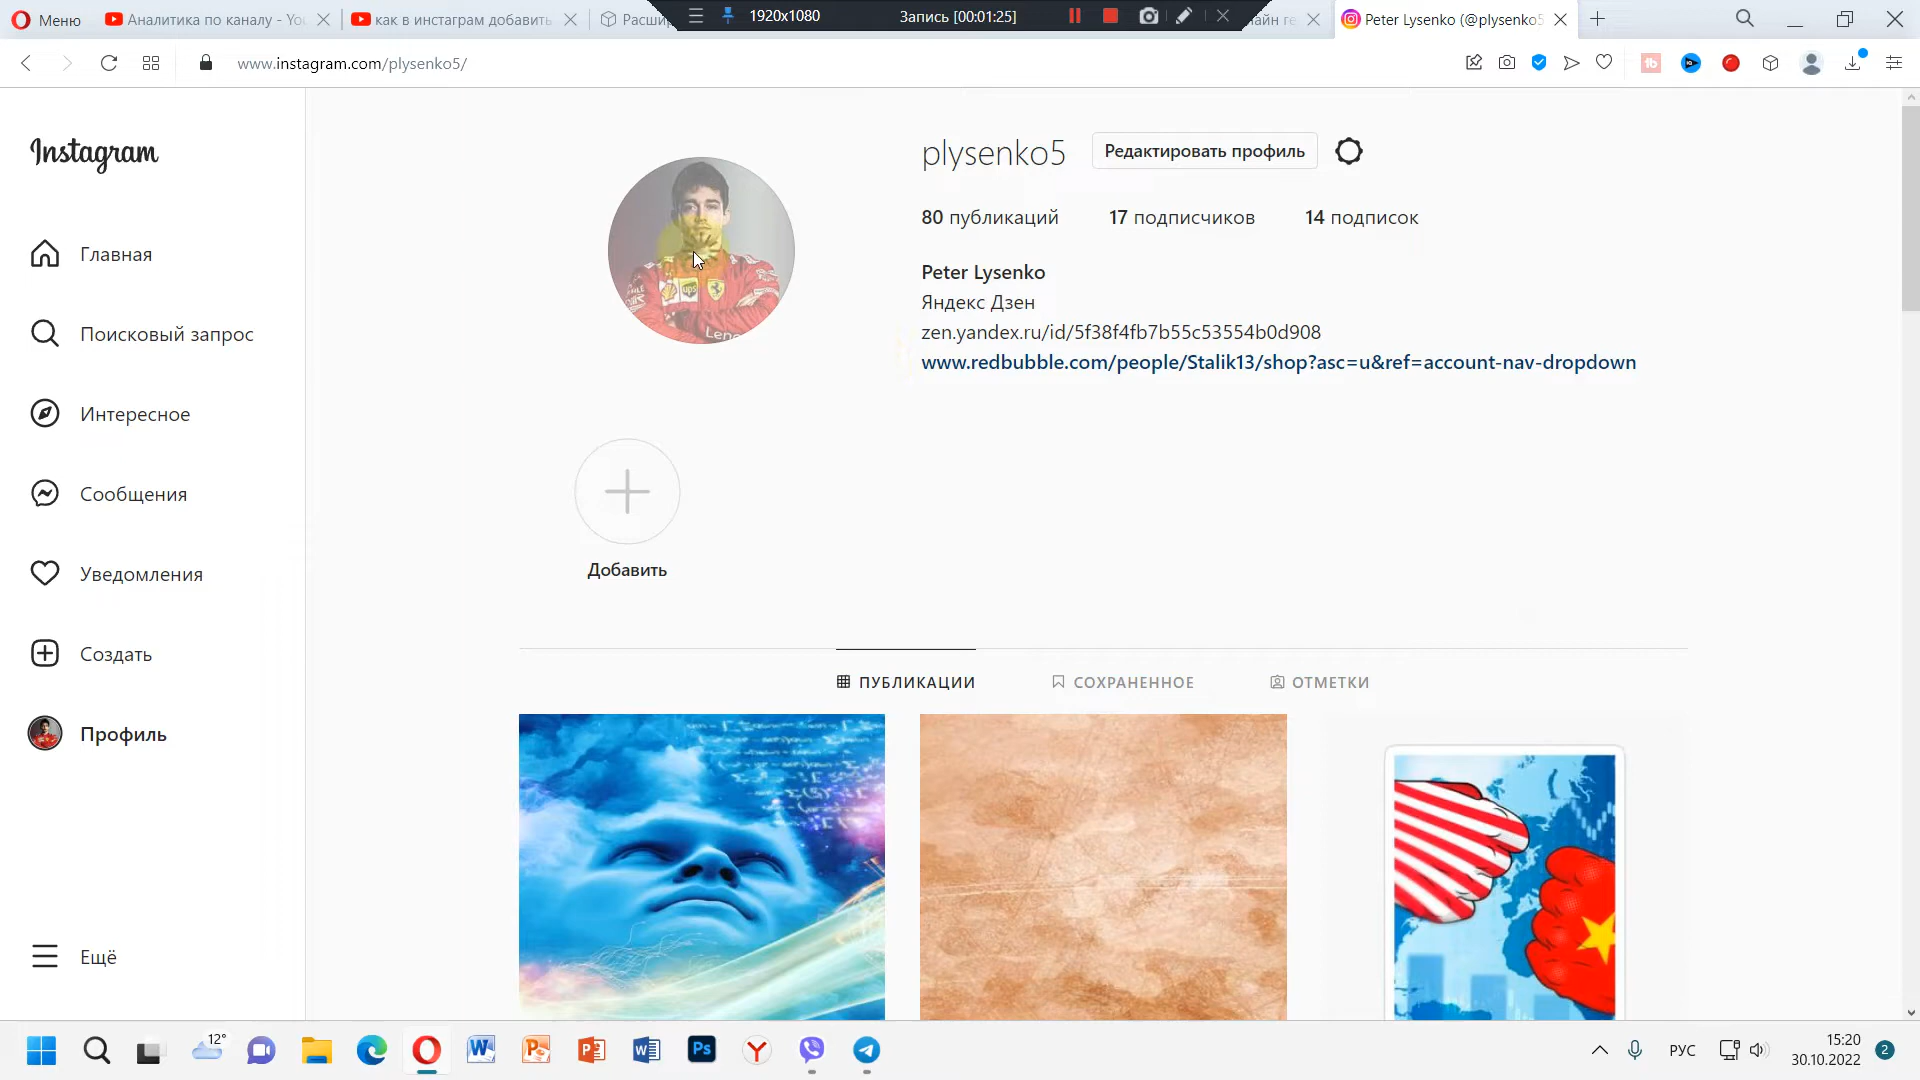 Меню
Аналитика по каналу - You
как в инстаграм добавить
Расшир
1920x1080
Запись [00:01:25]
лайн ге
Peter Lysenko (@plysenko5
www.instagram.com/plysenko5/
Instagram
Главная
Поисковый запрос
Интересное
Сообщения
Уведомления
Создать
Профиль
Ещё
plysenko5
Редактировать профиль
80 публикаций
17 подписчиков
14 подписок
Peter Lysenko
Яндекс Дзен
zen.yandex.ru/id/5f38f4fb7b55c53554b0d908
www.redbubble.com/people/Stalik13/shop?asc=u&ref=account-nav-dropdown
Добавить
ПУБЛИКАЦИИ
СОХРАНЕННОЕ
ОТМЕТКИ
12°
РУС
15:20
30.10.2022
2